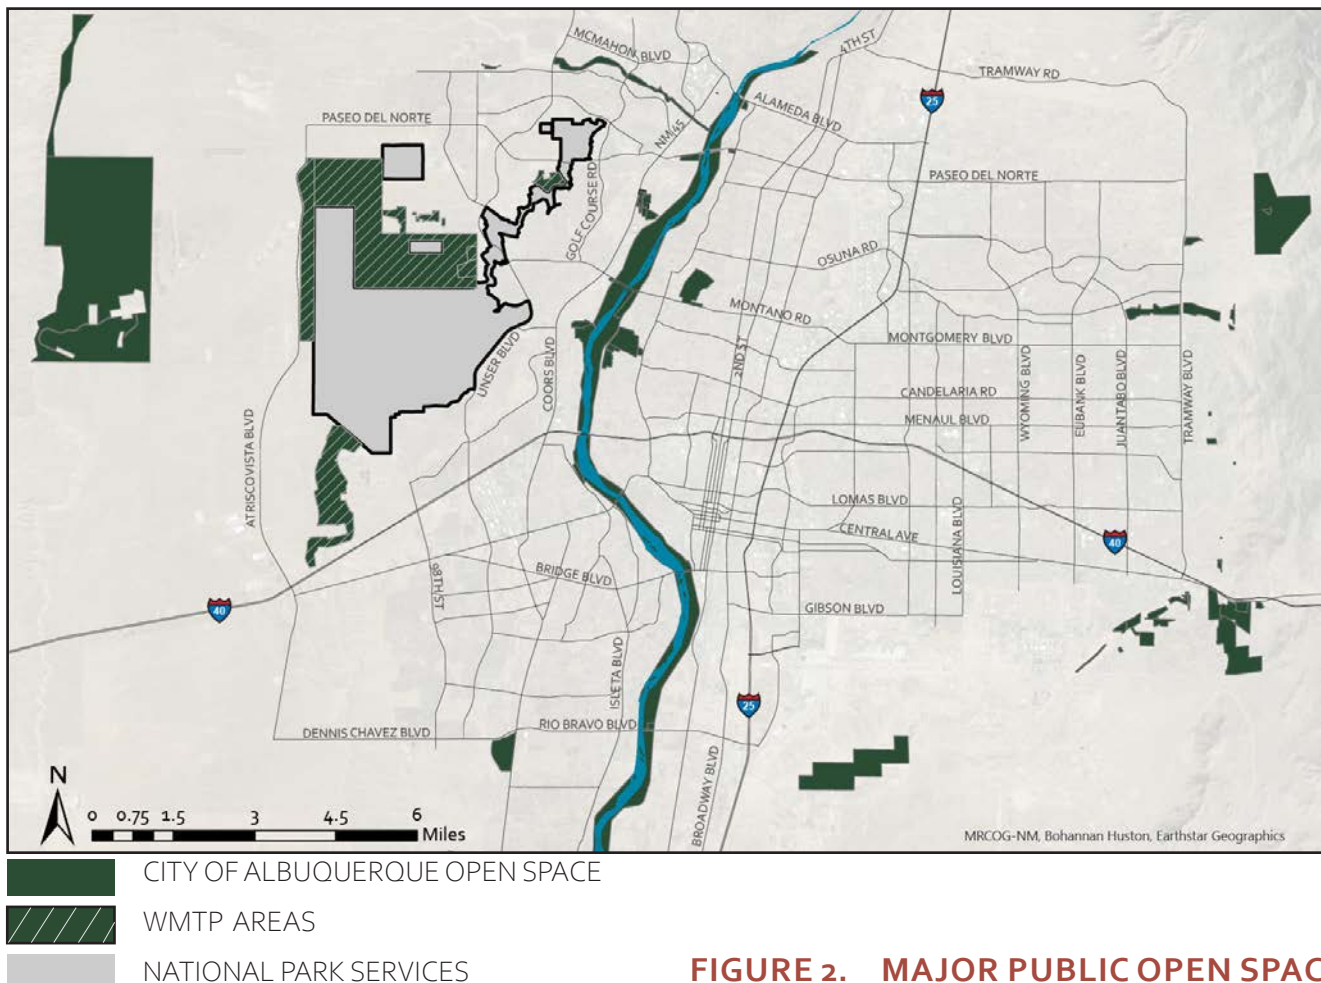 MCMAHON BLVD
4TH ST
TRAMWAY RD
25
ALAMEDA BLVD
PASEO DEL NORTE
NM 45
PASEO DEL NORTE
GOLF COURSE RD
OSUNA RD
MONTANO RD
MONTGOMERY BLVD
UNSER BLVD
COORS BLVD
2ND ST
WYOMING BLVD
EUBANK BLVD
JUANTABO BLVD
TRAMWAY BLVD
CANDELARIA RD
MENAUL BLVD
ATRISCOVISTA BLVD
LOMAS BLVD
CENTRAL AVE
LOUISIANA BLVD
40
98TH ST
BRIDGE BLVD
40
GIBSON BLVD
ISLETA BLVD
25
DENNIS CHAVEZ BLVD
RIO BRAVO BLVD
BROADWAY BLVD
N
0 0.75 1.5 3 4.5 6
Miles
MRCOG-NM, Bohannan Huston, Earthstar Geographics
CITY OF ALBUQUERQUE OPEN SPACE
WMTP AREAS
NATIONAL PARK SERVICES
FIGURE 2. MAJOR PUBLIC OPEN SPAC